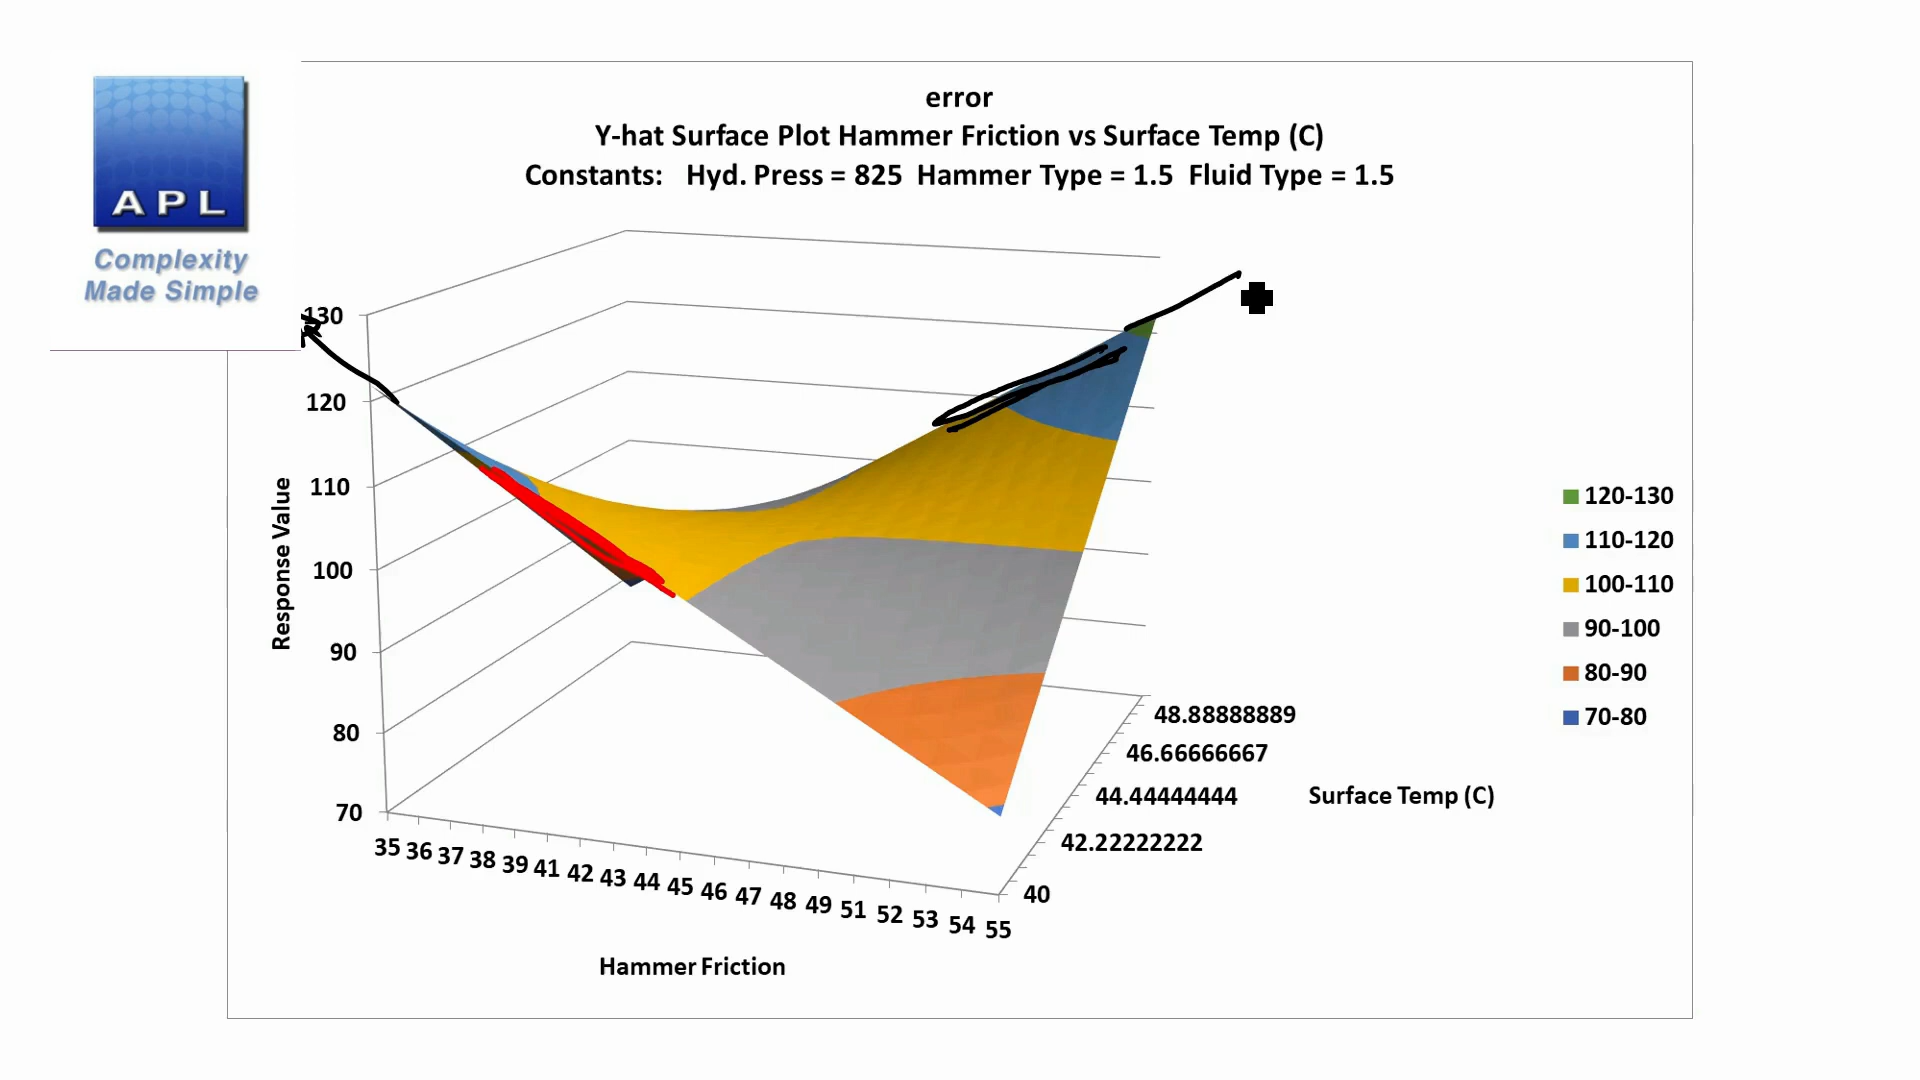 APL
Complexity
Made Simple
error
Y-hat Surface Plot Hammer Friction vs Surface Temp (C)
Constants: Hyd. Press = 825 Hammer Type = 1.5 Fluid Type = 1.5
130
120
110
100
90
80
70
Response Value
35 36 37 38 39 41 42 43 44 45 46 47 48 49 51 52 53 54 55
Hammer Friction
48.88888889
46.66666667
44.44444444
42.22222222
40
Surface Temp (C)
120-130
110-120
100-110
90-100
80-90
70-80